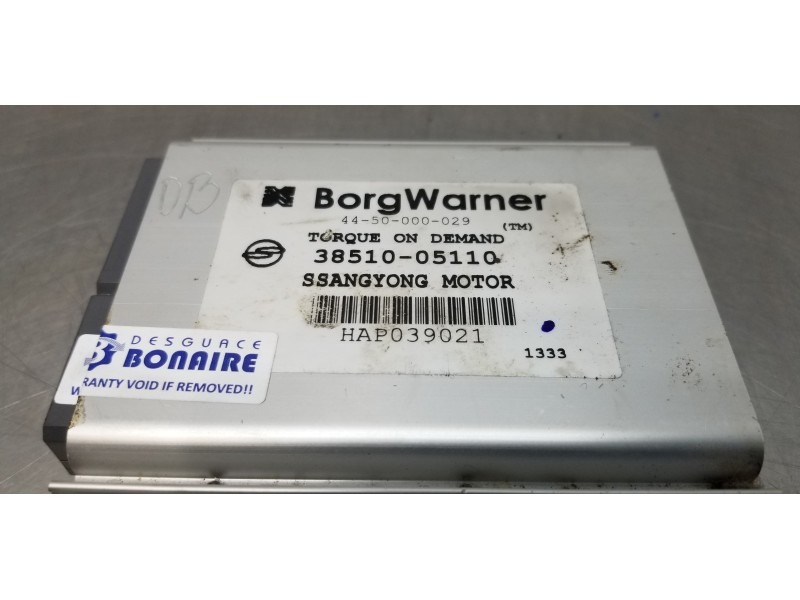 DB
BorgWarner
44-50-000-029
(TM)
TORQUE ON DEMAND
38510-05110
SSANGYONG MOTOR
HAP039021
1333
DESGUACE
BONAIRE
RANTY VOID IF REMOVED!!